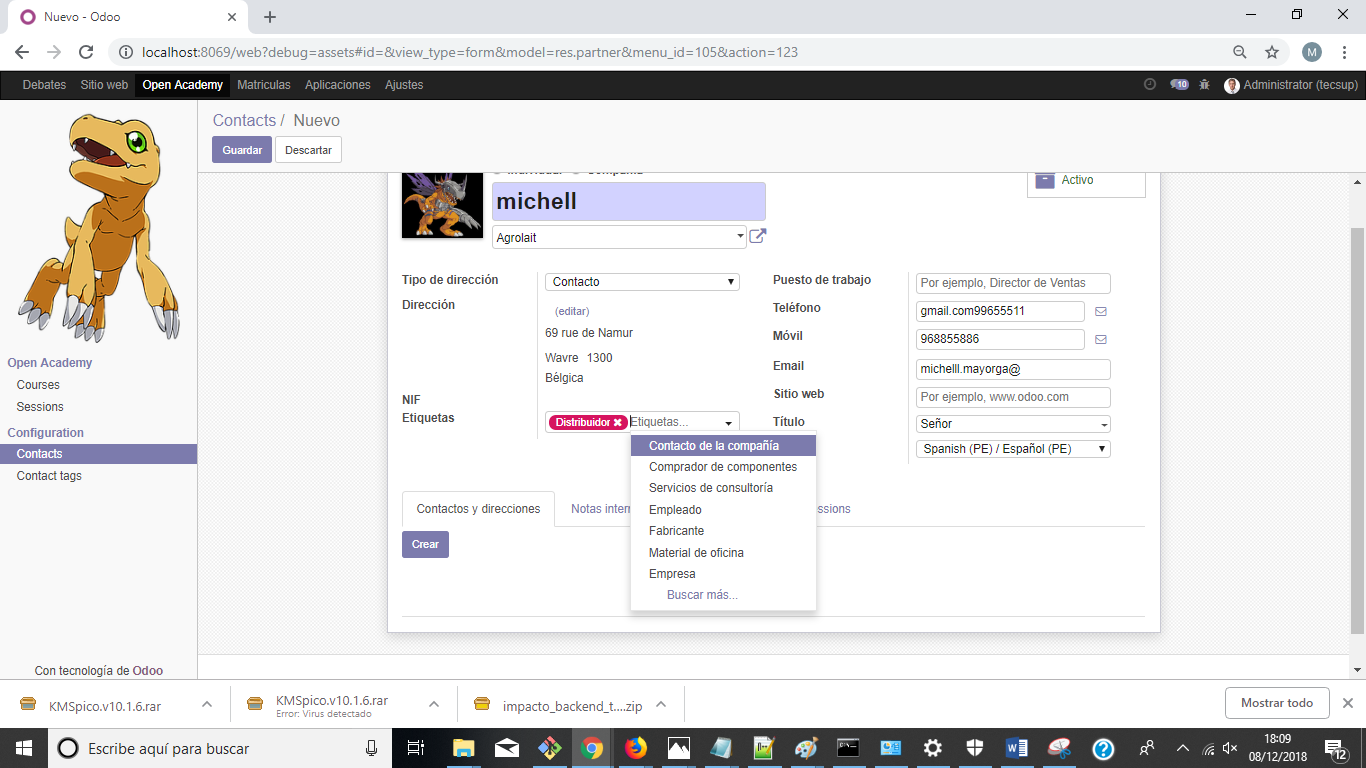 Nuevo - Odoo
localhost:8069/web?debug=assets#id=&view_type=form&model=res.partner&menu_id=105&action=123
M
Debates Sitio web Open Academy Matriculas Aplicaciones Ajustes
10 Administrator (tecsup)
Contacts / Nuevo
Guardar Descartar
Activo
michell
Agrolait
Tipo de dirección Contacto
Dirección (editar)
69 rue de Namur
Wavre 1300
Bélgica
NIF
Etiquetas Distribuidor Etiquetas...
Contacto de la compañía
Comprador de componentes
Servicios de consultoría
Empleado
Fabricante
Material de oficina
Empresa
Buscar más...
Puesto de trabajo Por ejemplo, Director de Ventas
Teléfono gmail.com99655511
Móvil 968855886
Email michelll.mayorga@
Sitio web Por ejemplo, www.odoo.com
Título Señor
Spanish (PE) / Español (PE)
Contactos y direcciones
Crear
Open Academy
Courses
Sessions
Configuration
Contacts
Contact tags
Con tecnología de Odoo
KMSpico.v10.1.6.rar
KMSpico.v10.1.6.rar
Error: Virus detectado
impacto_backend_t....zip
Mostrar todo
Escribe aquí para buscar
18:09
08/12/2018
12